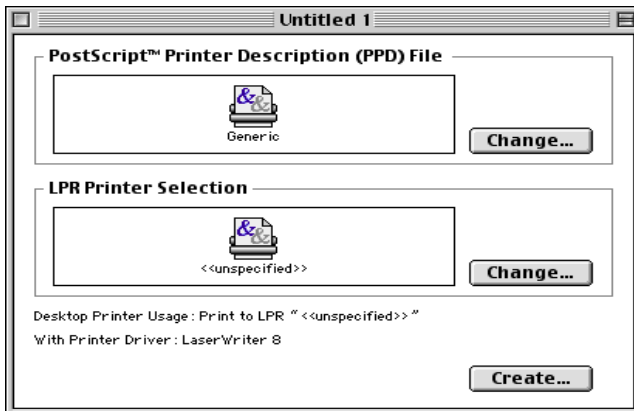 Untitled 1
PostScript™ Printer Description (PPD) File
&&
Generic
Change...
LPR Printer Selection
&&
<<unspecified>>
Change...
Desktop Printer Usage: Print to LPR "<<unspecified>>"
With Printer Driver: LaserWriter 8
Create...